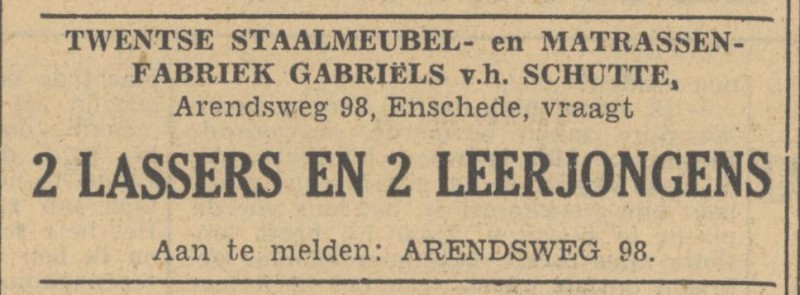 TWENTSE STAALMEUBEL- en MATRASSEN-
FABRIEK GABRIËLS v.h. SCHUTTE,
Arendsweg 98, Enschede, vraagt
2 LASSERS EN 2 LEERJONGENS
Aan te melden: ARENDSWEG 98.